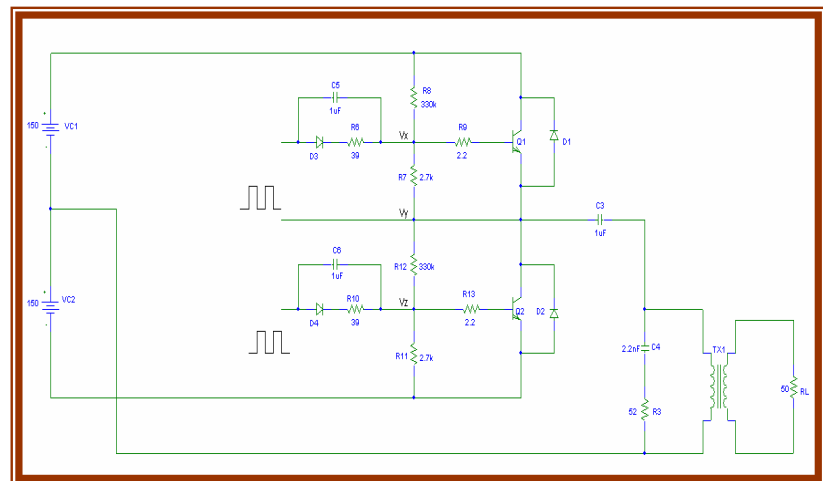 C5
1uF
R8
330k
150
VC1
Vx
R6
R9
Q1
D1
D3
39
2.2
R7
2.7k
Vy
C3
1uF
C6
1uF
R12
330k
150
VC2
R10
Vz
R13
Q2
D2
D4
39
2.2
R11
2.7k
2.2nF
C4
TX1
50
RL
52
R3